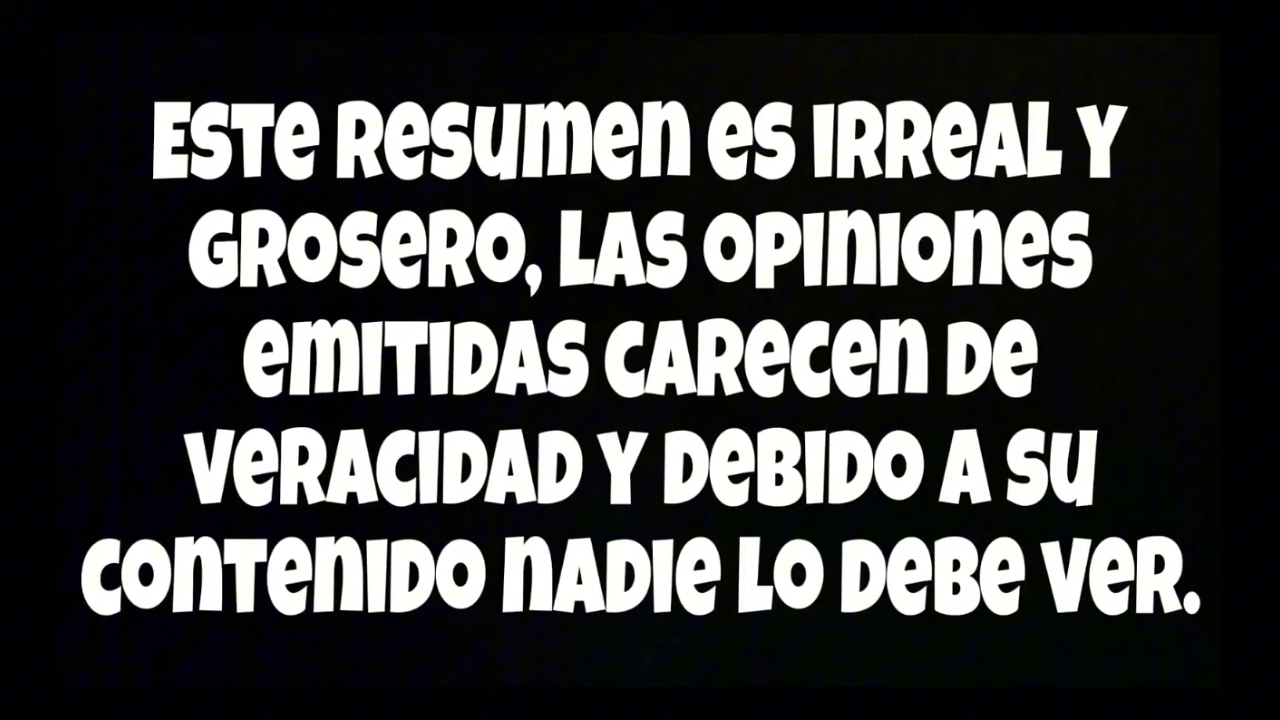 Este resumen es irreal y
grosero, las opiniones
emitidas carecen de
veracidad y debido a su
contenido nadie lo debe ver.